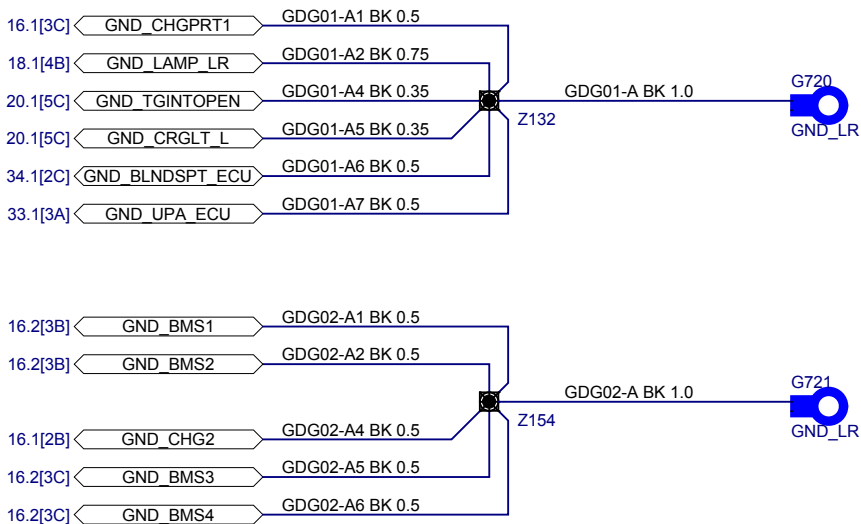 16.1[3C] GND_CHGPRT1 GDG01-A1 BK 0.5
18.1[4B] GND_LAMP_LR GDG01-A2 BK 0.75
G720
20.1[5C] GND_TGINTOPEN GDG01-A4 BK 0.35 GDG01-A BK 1.0
Z132
GND_LR
20.1[5C] GND_CRGLT_L GDG01-A5 BK 0.35
34.1[2C] GND_BLNDSPT_ECU GDG01-A6 BK 0.5
33.1[3A] GND_UPA_ECU GDG01-A7 BK 0.5
16.2[3B] GND_BMS1 GDG02-A1 BK 0.5
16.2[3B] GND_BMS2 GDG02-A2 BK 0.5
G721
GDG02-A BK 1.0
Z154
GND_LR
16.1[2B] GND_CHG2 GDG02-A4 BK 0.5
16.2[3C] GND_BMS3 GDG02-A5 BK 0.5
16.2[3C] GND_BMS4 GDG02-A6 BK 0.5